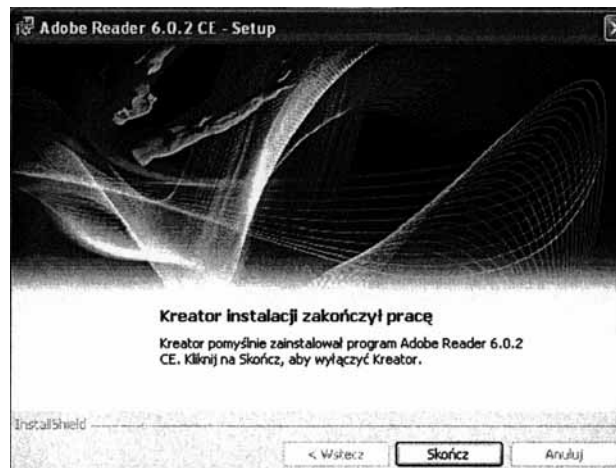 Adobe Reader 6.0.2 CE - Setup
Kreator instalacji zakończył pracę
Kreator pomyślnie zainstalował program Adobe Reader 6.0.2
CE. Kliknij na Skończ, aby wyłączyć Kreator.
InstallShield
< Wstecz Skończ Anuluj